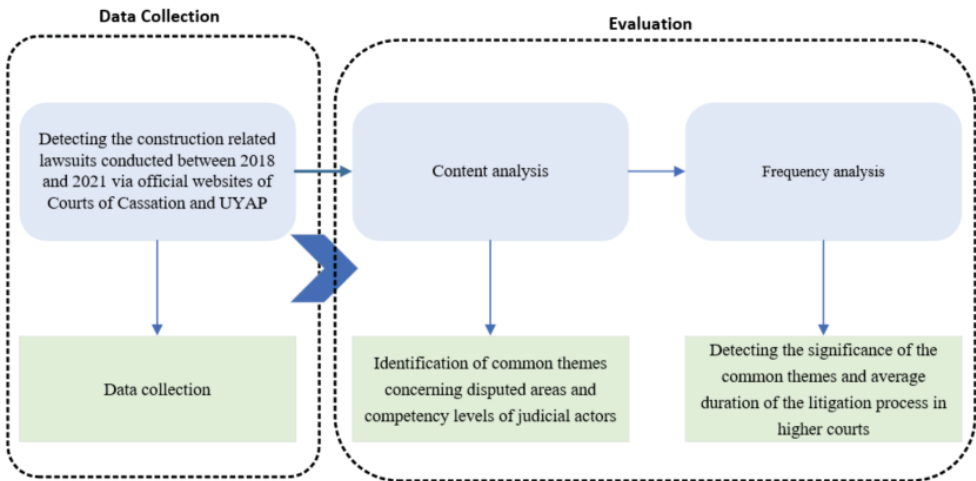 Data Collection
Evaluation
Detecting the construction related
lawsuits conducted between 2018
and 2021 via official websites of
Courts of Cassation and UYAP
Content analysis
Frequency analysis
Data collection
Identification of common themes
concerning disputed areas and
competency levels of judicial actors
Detecting the significance of the
common themes and average
duration of the litigation process in
higher courts